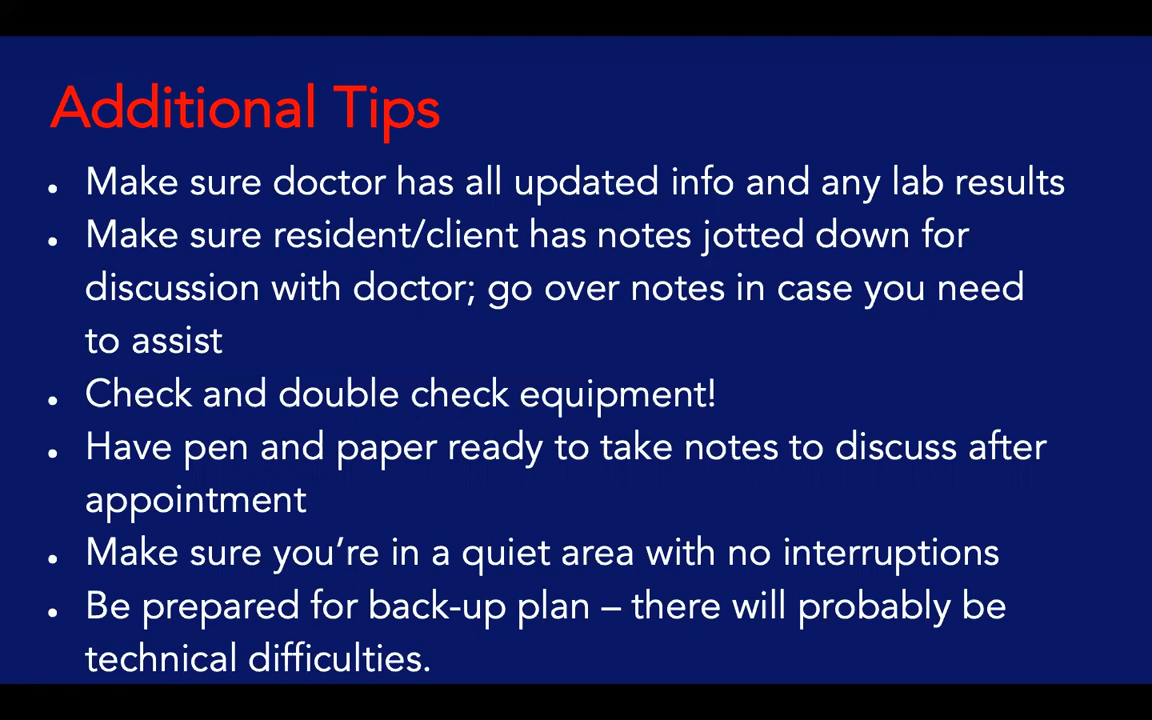 Additional Tips
• Make sure doctor has all updated info and any lab results
• Make sure resident/client has notes jotted down for
discussion with doctor; go over notes in case you need
to assist
• Check and double check equipment!
• Have pen and paper ready to take notes to discuss after
appointment
• Make sure you’re in a quiet area with no interruptions
• Be prepared for back-up plan – there will probably be
technical difficulties.